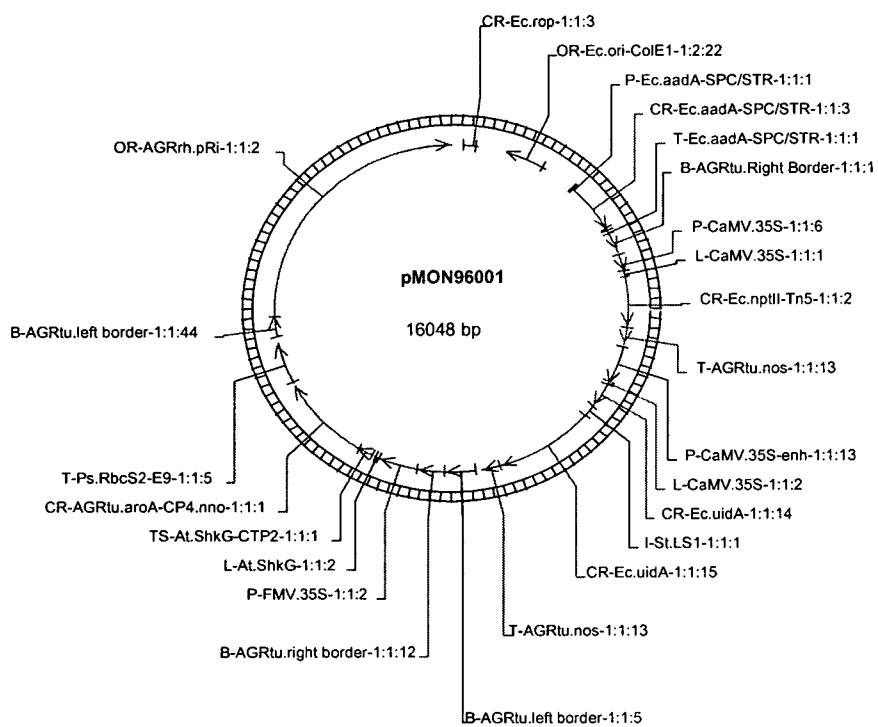 CR-Ec.rop-1:1:3
OR-Ec.ori-ColE1-1:2:22
P-Ec.aadA-SPC/STR-1:1:1
CR-Ec.aadA-SPC/STR-1:1:3
T-Ec.aadA-SPC/STR-1:1:1
OR-AGRrh.pRi-1:1:2
B-AGRtu.Right Border-1:1:1
P-CaMV.35S-1:1:6
L-CaMV.35S-1:1:1
pMON96001
CR-Ec.nptII-Tn5-1:1:2
16048 bp
B-AGRtu.left border-1:1:44
T-AGRtu.nos-1:1:13
P-CaMV.35S-enh-1:1:13
T-Ps.RbcS2-E9-1:1:5
L-CaMV.35S-1:1:2
CR-AGRtu.aroA-CP4.nno-1:1:1
CR-Ec.uidA-1:1:14
TS-At.ShkG-CTP2-1:1:1
I-St.LS1-1:1:1
L-At.ShkG-1:1:2
CR-Ec.uidA-1:1:15
P-FMV.35S-1:1:2
T-AGRtu.nos-1:1:13
B-AGRtu.right border-1:1:12
B-AGRtu.left border-1:1:5